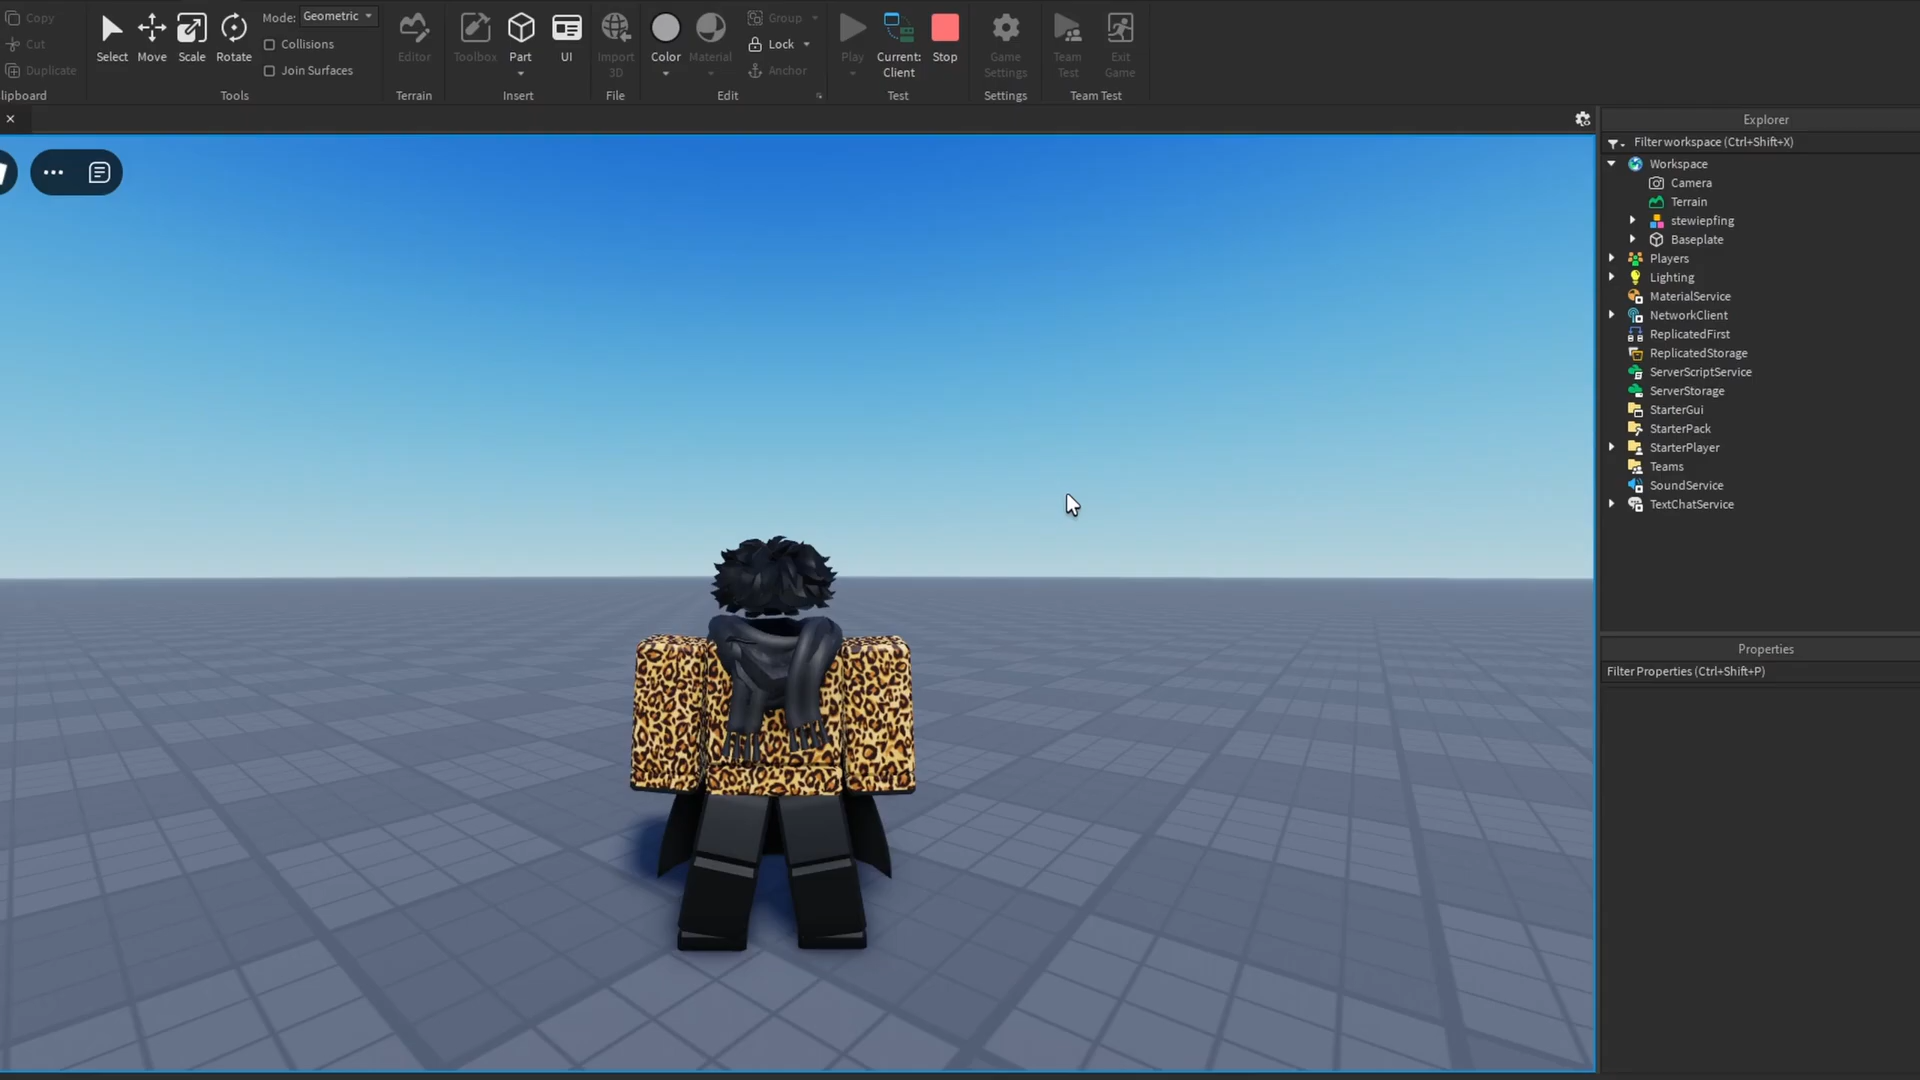 Copy
Cut
Duplicate
lipboard
Select
Move
Scale
Rotate
Mode:
Geometric
Collisions
Join Surfaces
Tools
Editor
Terrain
Toolbox
Part
UI
Insert
Import
3D
File
Color
Material
Group
Lock
Anchor
Edit
Play
Current:
Client
Stop
Test
Game
Settings
Settings
Team
Test
Exit
Game
Team Test
Explorer
Filter workspace (Ctrl+Shift+X)
Workspace
Camera
Terrain
stewiepfing
Baseplate
Players
Lighting
MaterialService
NetworkClient
ReplicatedFirst
ReplicatedStorage
ServerScriptService
ServerStorage
StarterGui
StarterPack
StarterPlayer
Teams
SoundService
TextChatService
Properties
Filter Properties (Ctrl+Shift+P)